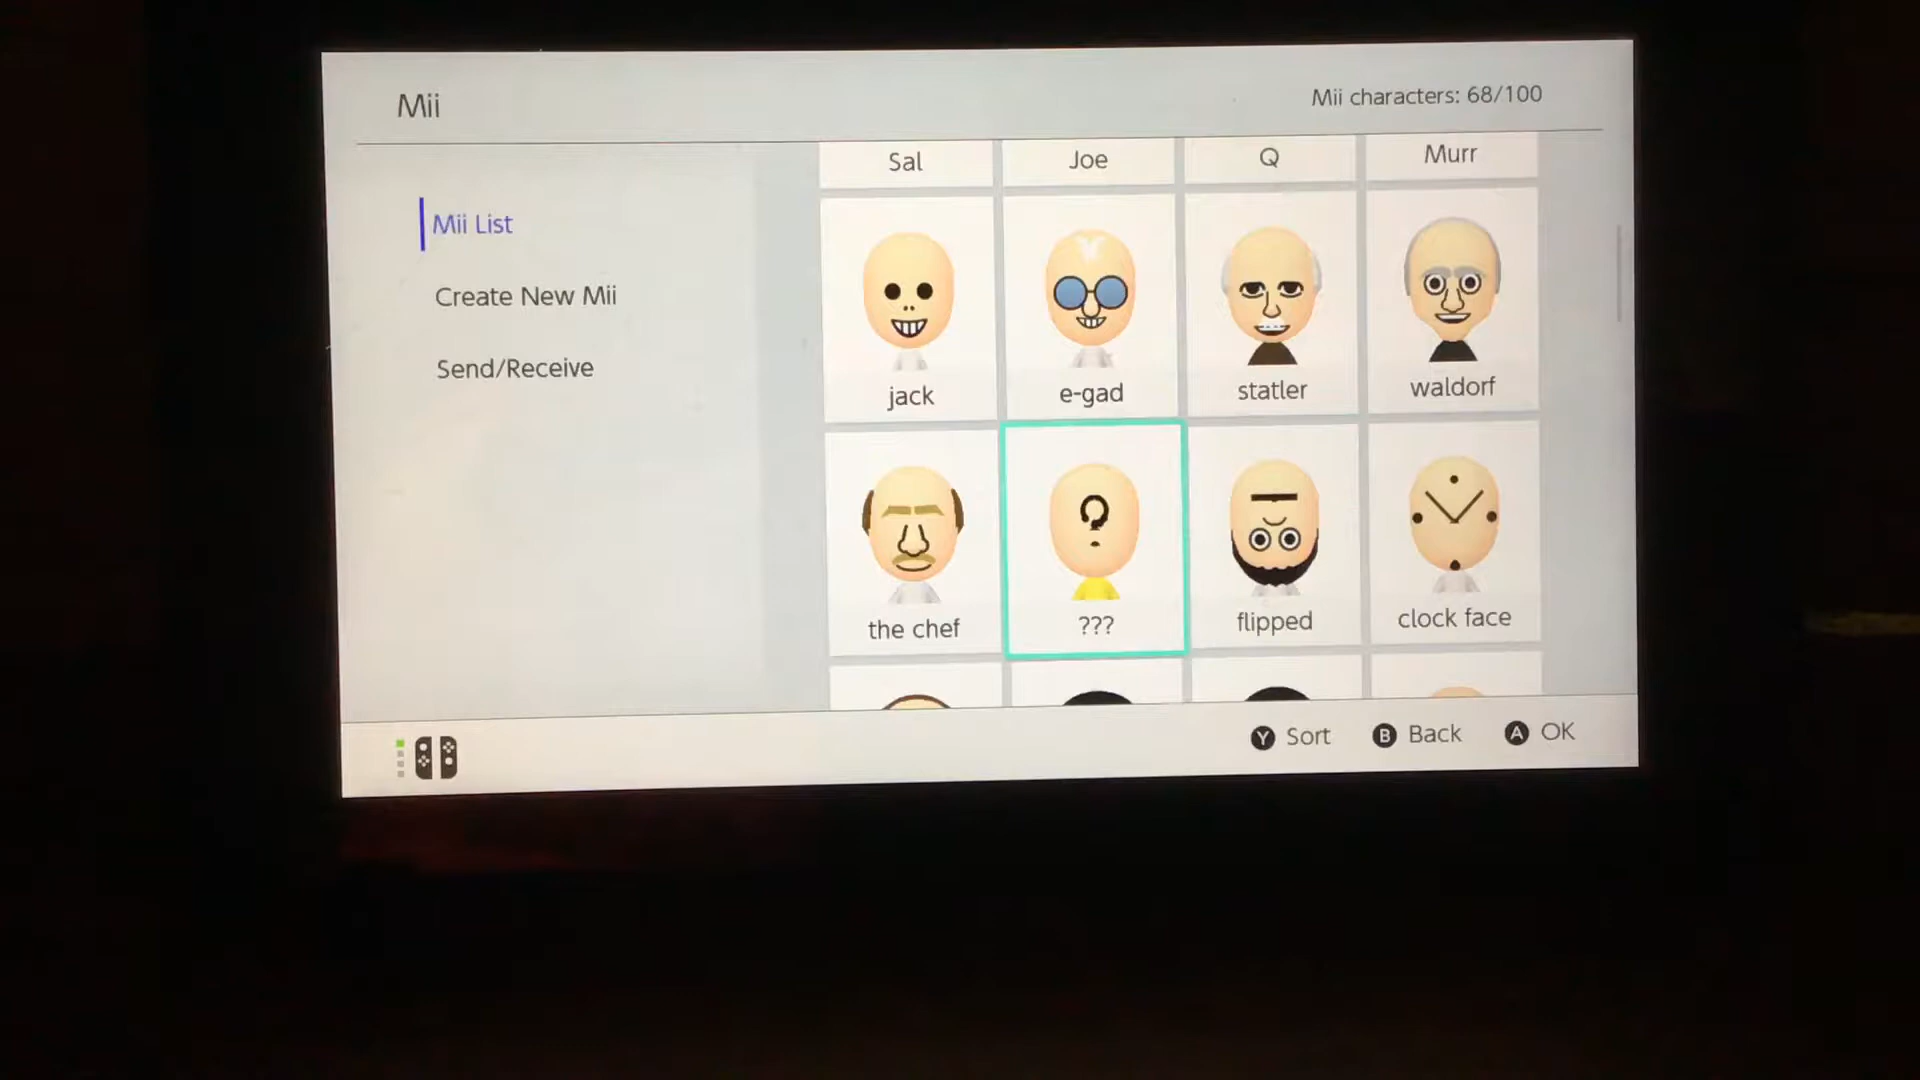 Mii
Mii characters: 68/100
Mii List
Create New Mii
Send/Receive
Sal
Joe
Q
Murr
jack
e-gad
statler
waldorf
the chef
???
flipped
clock face
Y Sort
B Back
A OK